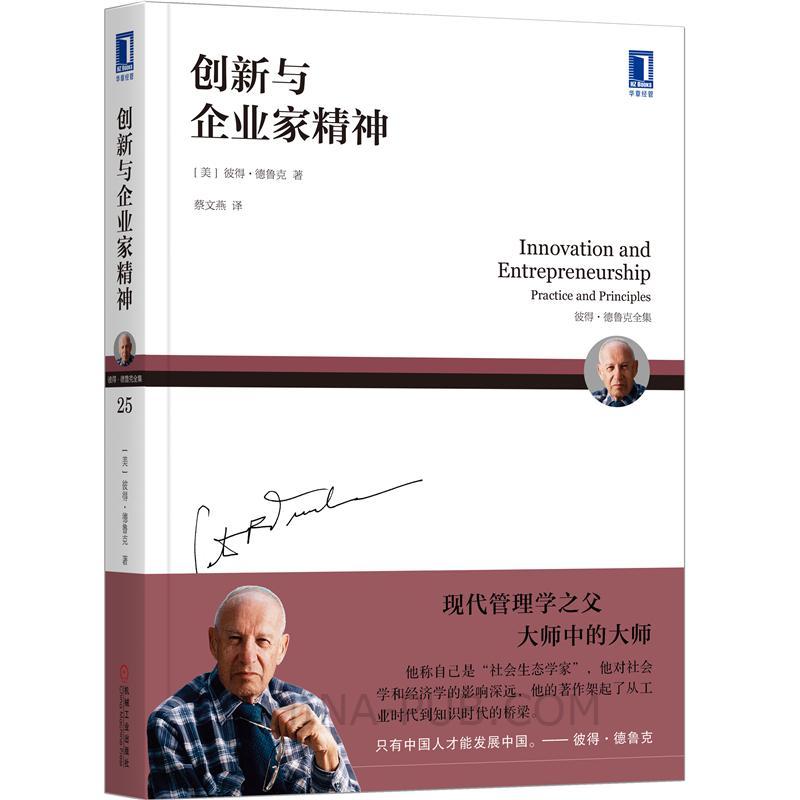 HZ Books
华章经管
创新与企业家精神
彼得·德鲁克全集
25
［美］彼得·德鲁克 著
机械工业出版社
China Machine Press
创新与
企业家精神
［美］彼得·德鲁克 著
蔡文燕 译
HZ Books
华章经管
Innovation and
Entrepreneurship
Practice and Principles
彼得·德鲁克全集
现代管理学之父
大师中的大师
他称自己是“社会生态学家”，他对社会
学和经济学的影响深远，他的著作架起了从工
业时代到知识时代的桥梁。
只有中国人才能发展中国。—— 彼得·德鲁克